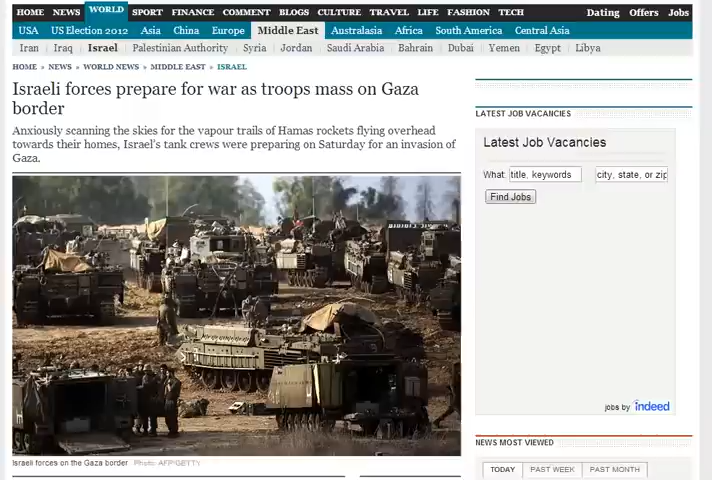 HOME NEWS WORLD SPORT FINANCE COMMENT BLOGS CULTURE TRAVEL LIFE FASHION TECH Dating Offers Jobs
USA US Election 2012 Asia China Europe Middle East Australasia Africa South America Central Asia
Iran Iraq Israel Palestinian Authority Syria Jordan Saudi Arabia Bahrain Dubai Yemen Egypt Libya
HOME » NEWS » WORLD NEWS » MIDDLE EAST » ISRAEL
Israeli forces prepare for war as troops mass on Gaza
border
Anxiously scanning the skies for the vapour trails of Hamas rockets flying overhead
towards their homes, Israel's tank crews were preparing on Saturday for an invasion of
Gaza.
Israeli forces on the Gaza border Photo: AFP/GETTY
LATEST JOB VACANCIES
Latest Job Vacancies
What: title, keywords city, state, or zip
Find Jobs
jobs by indeed
NEWS MOST VIEWED
TODAY PAST WEEK PAST MONTH